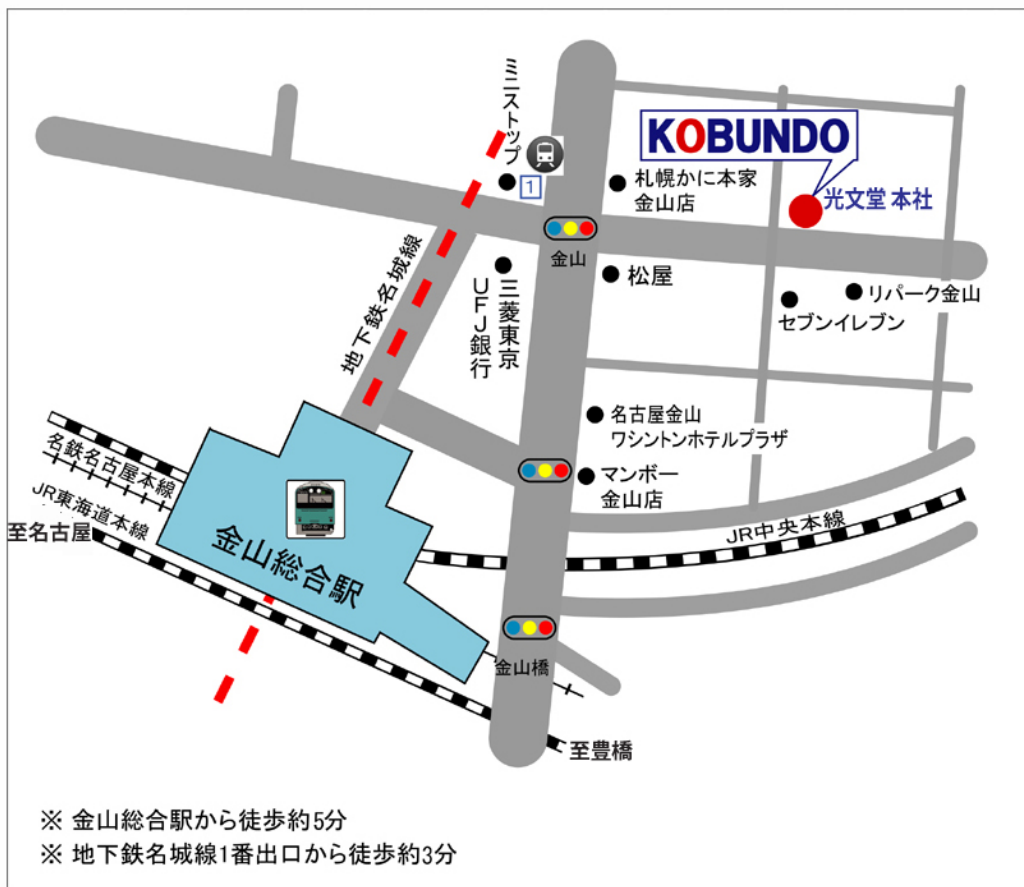 ミニストップ
1
KOBUNDO
光文堂 本社
札幌かに本家
金山店
金山
松屋
三菱東京
UFJ銀行
リパーク金山
セブンイレブン
地下鉄名城線
名古屋金山
ワシントンホテルプラザ
マンボー
金山店
名鉄名古屋本線
JR東海道本線
至名古屋
金山総合駅
JR中央本線
金山橋
至豊橋
※ 金山総合駅から徒歩約5分
※ 地下鉄名城線1番出口から徒歩約3分